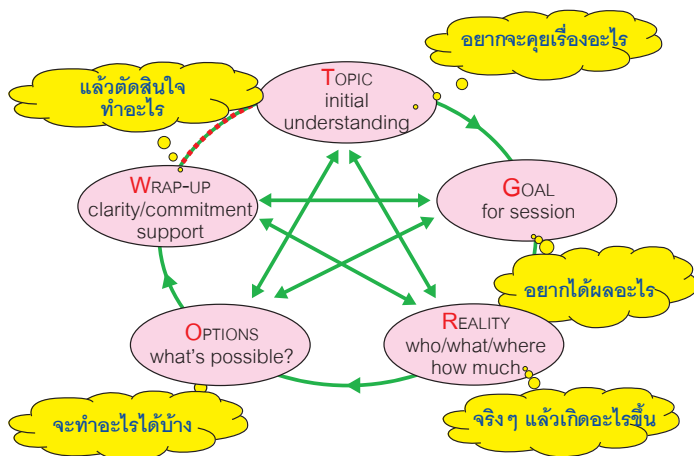 อยากจะคุยเรื่องอะไร
TOPIC
initial
understanding
แล้วตัดสินใจ
ทำอะไร
WRAP-UP
clarity/commitment
support
GOAL
for session
อยากได้ผลอะไร
OPTIONS
what's possible?
REALITY
who/what/where
how much
จะทำอะไรได้บ้าง
จริงๆ แล้วเกิดอะไรขึ้น